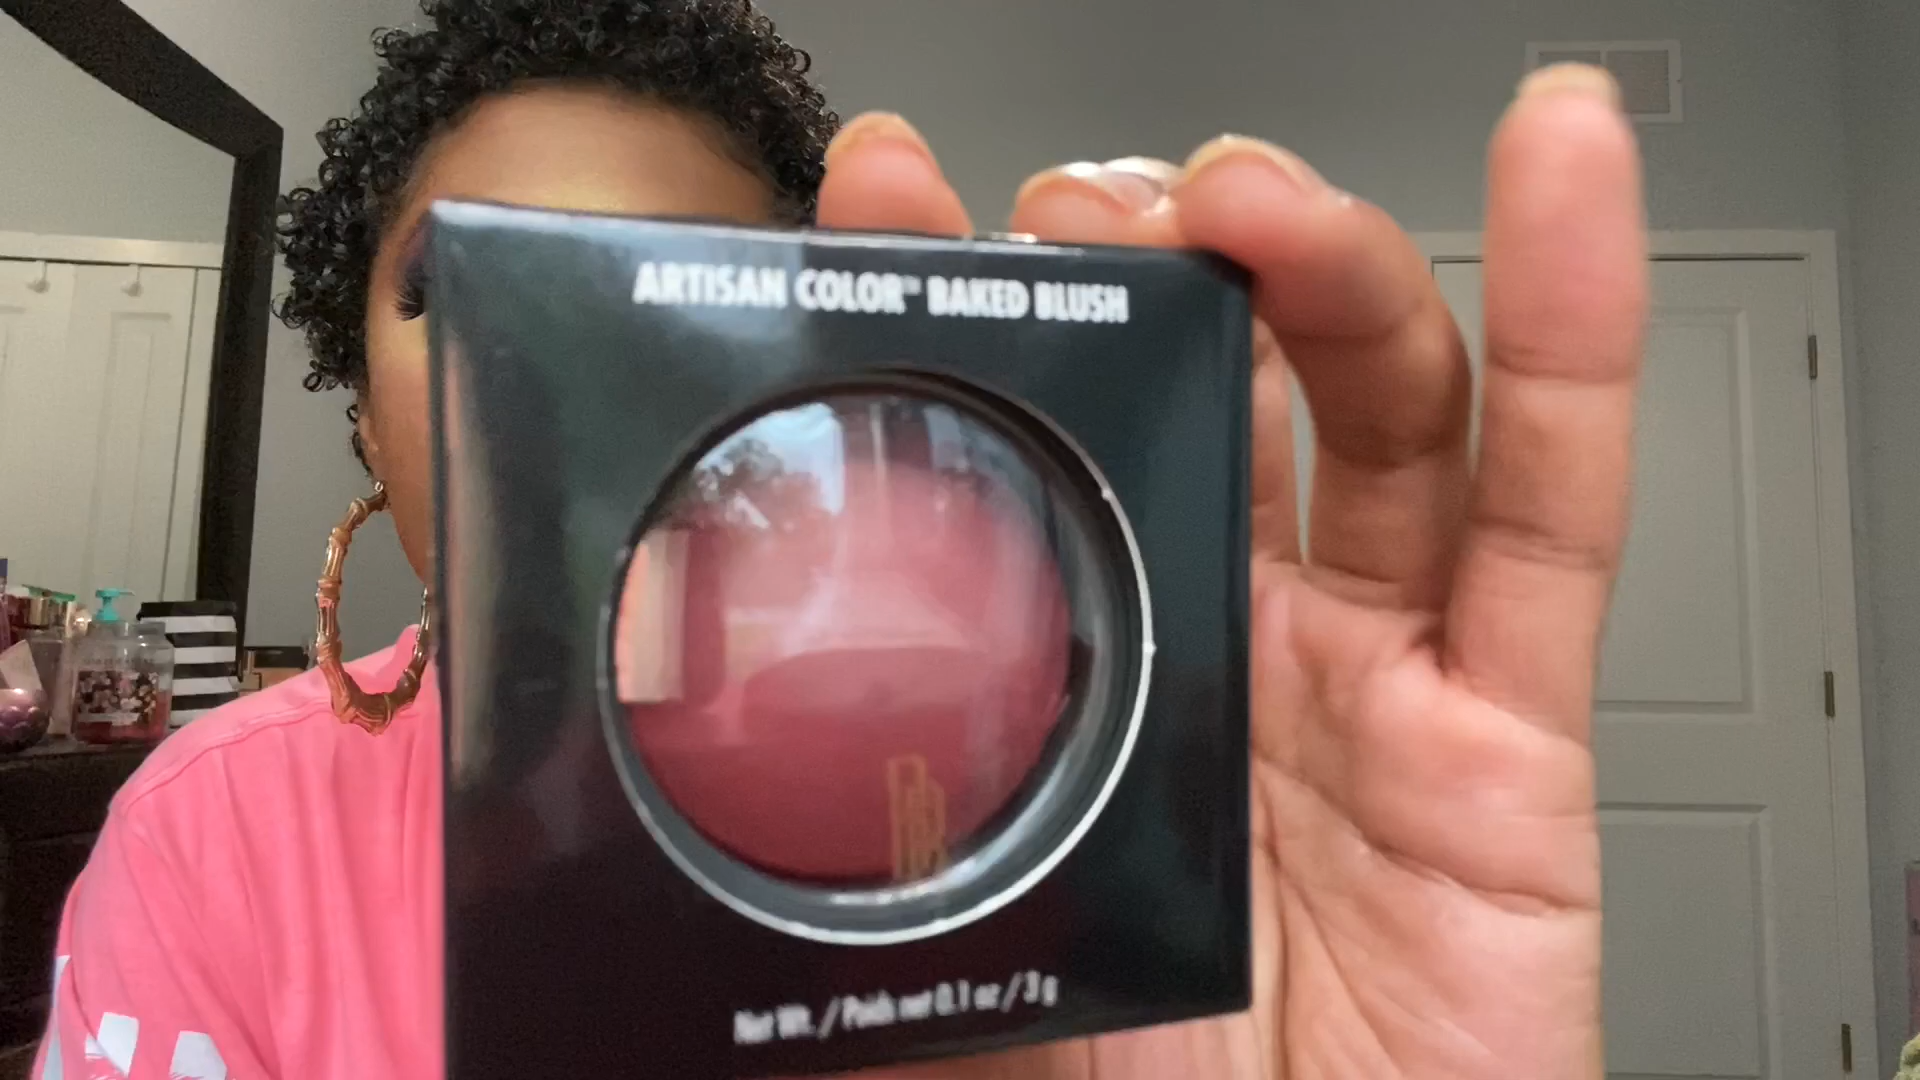 ARTISAN COLOR™ BAKED BLUSH
Net Wt. / Poids net 0.1 oz / 3 g